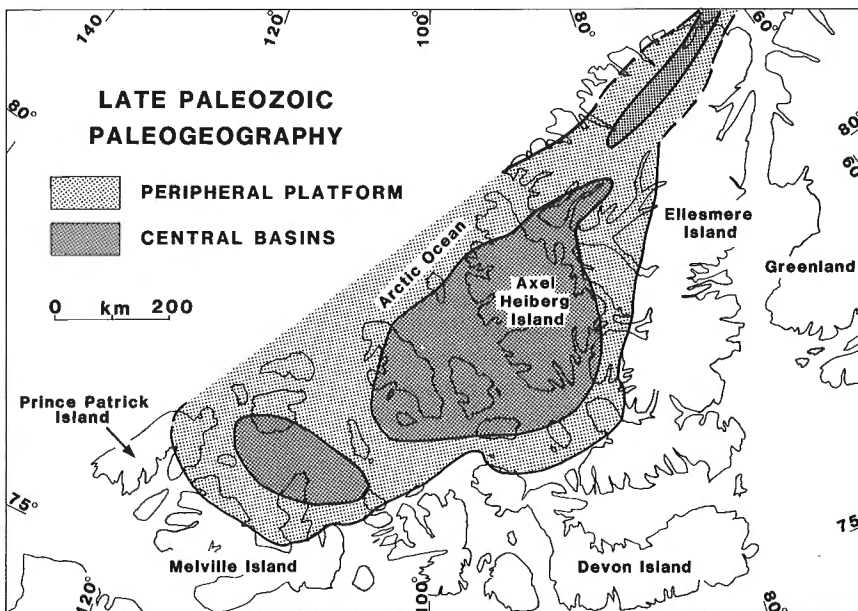 140°
120°
100°
80°
60°
80°
LATE PALEOZOIC
PALEOGEOGRAPHY
PERIPHERAL PLATFORM
CENTRAL BASINS
0 km 200
Arctic Ocean
Axel
Heiberg
Island
Ellesmere
Island
Greenland
80°
60
Prince Patrick
Island
75°
Melville Island
Devon Island
75°
120°
100°
80°